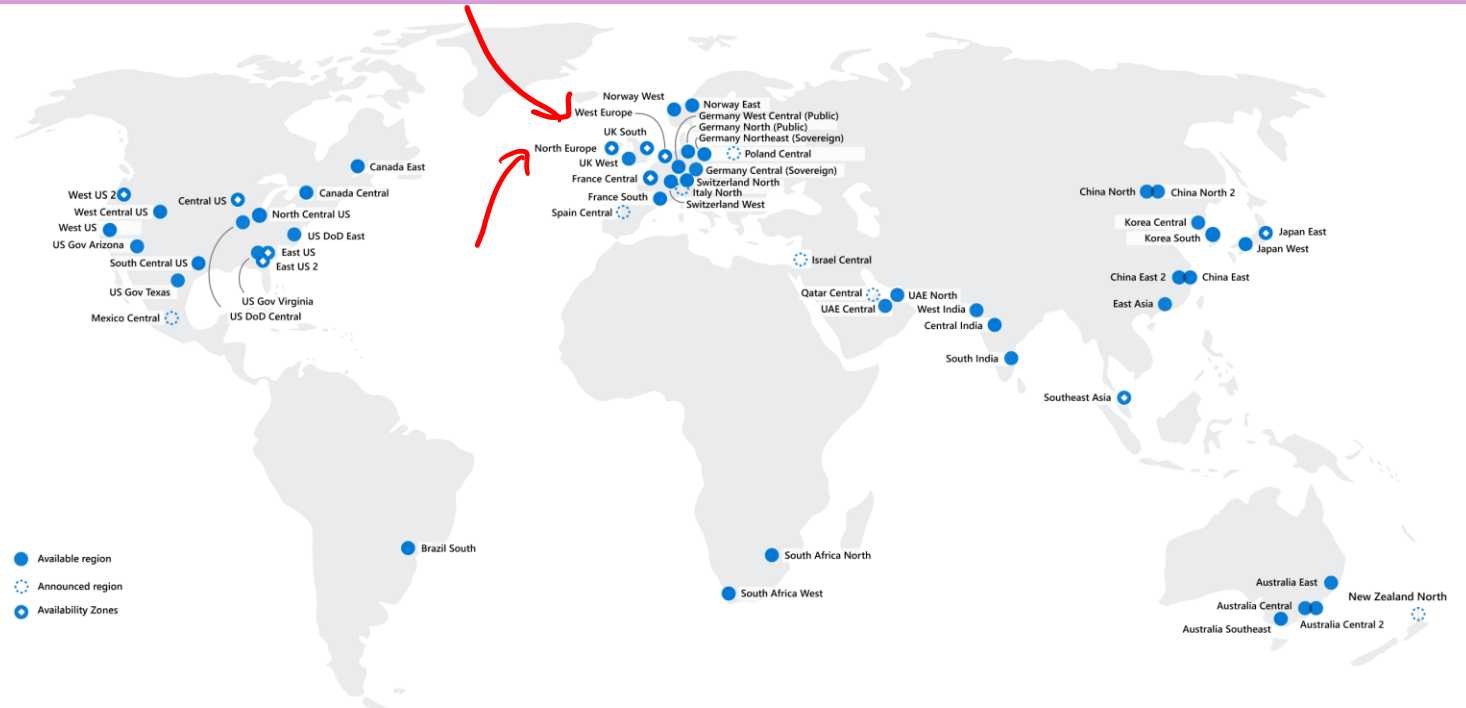 Norway West
Norway East
West Europe
Germany West Central (Public)
Germany North (Public)
UK South
Germany Northeast (Sovereign)
North Europe
Poland Central
UK West
Germany Central (Sovereign)
France Central
Switzerland North
Italy North
France South
Switzerland West
Spain Central
Canada East
West US 2
Canada Central
Central US
West Central US
North Central US
West US
US DoD East
US Gov Arizona
East US
South Central US
East US 2
US Gov Texas
US Gov Virginia
Mexico Central
US DoD Central
China North
China North 2
Korea Central
Japan East
Korea South
Japan West
Israel Central
China East 2
China East
Qatar Central
UAE North
East Asia
UAE Central
West India
Central India
South India
Southeast Asia
Brazil South
South Africa North
South Africa West
Available region
Announced region
Availability Zones
Australia East
New Zealand North
Australia Central
Australia Central 2
Australia Southeast